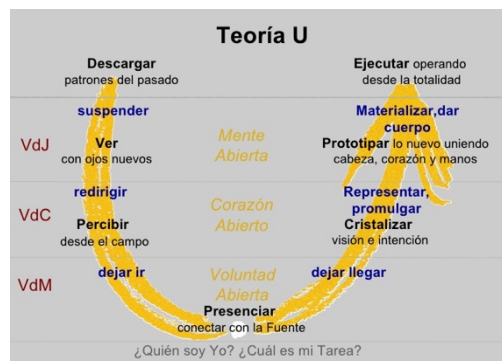 Teoría U
Descargar
patrones del pasado
Ejecutar operando
desde la totalidad
suspender
Materializar,dar
cuerpo
VdJ
Ver
con ojos nuevos
Mente
Abierta
Prototipar lo nuevo uniendo
cabeza, corazón y manos
redirigir
Representar,
promulgar
VdC
Percibir
desde el campo
Corazón
Abierto
Cristalizar
visión e intención
dejar ir
Voluntad
Abierta
dejar llegar
VdM
Presenciar
conectar con la Fuente
¿Quién soy Yo? ¿Cuál es mi Tarea?